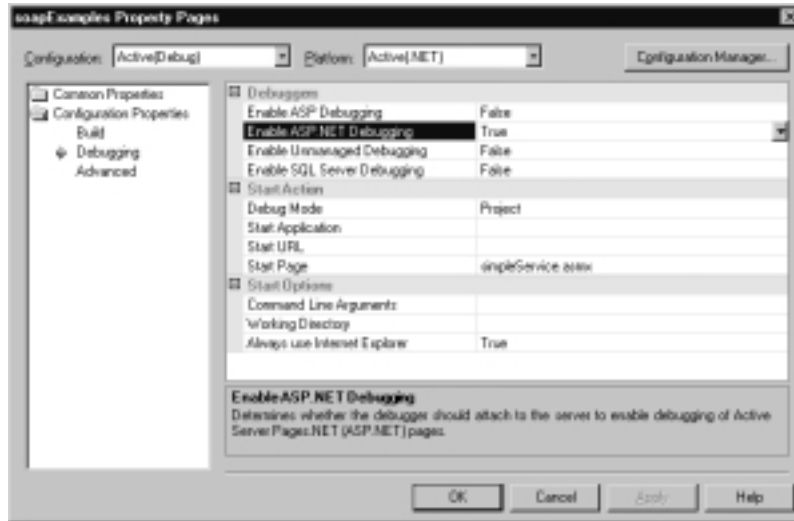 soapExamples Property Pages
Configuration: Active(Debug) Platform: Active(.NET) Configuration Manager...
Common Properties
Configuration Properties
Build
Debugging
Advanced
Debuggers
Enable ASP Debugging False
Enable ASP.NET Debugging True
Enable Unmanaged Debugging False
Enable SQL Server Debugging False
Start Action
Debug Mode Project
Start Application
Start URL
Start Page simpleService.asmx
Start Options
Command Line Arguments
Working Directory
Always use Internet Explorer True
Enable ASP.NET Debugging
Determines whether the debugger should attach to the server to enable debugging of Active
Server Pages.NET (ASP.NET) pages.
OK Cancel Apply Help